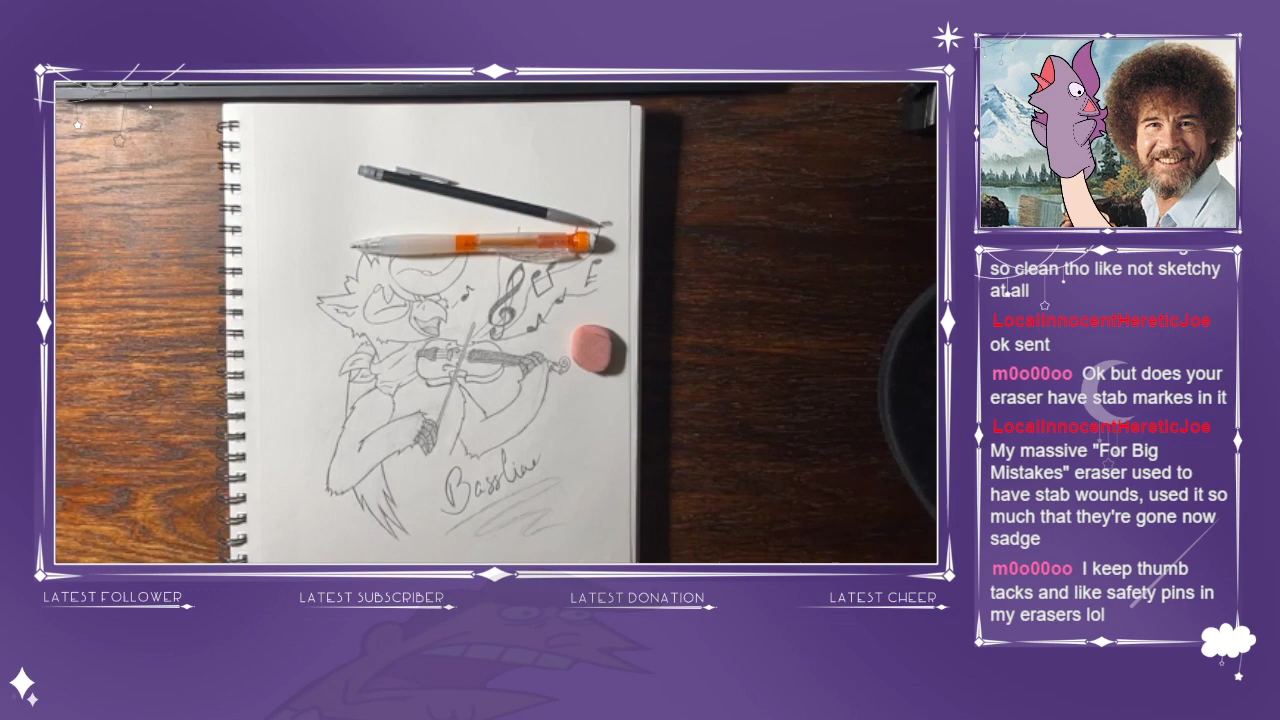 so clean tho like not sketchy
at all
LocalInnocentHereticJoe
ok sent
m0o00oo Ok but does your
eraser have stab markes in it
LocalInnocentHereticJoe
My massive "For Big
Mistakes" eraser used to
have stab wounds, used it so
much that they're gone now
sadge
m0o00oo I keep thumb
tacks and like safety pins in
my erasers lol
Bassline
LATEST FOLLOWER
LATEST SUBSCRIBER
LATEST DONATION
LATEST CHEER